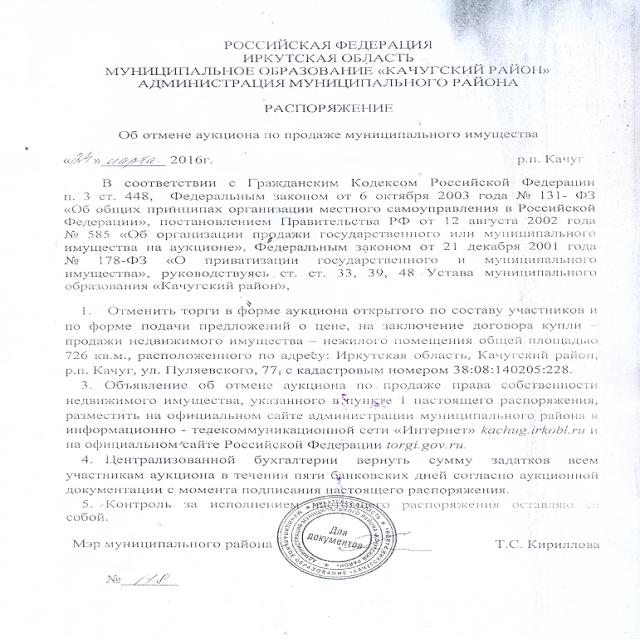 РОССИЙСКАЯ ФЕДЕРАЦИЯ
ИРКУТСКАЯ ОБЛАСТЬ
МУНИЦИПАЛЬНОЕ ОБРАЗОВАНИЕ «КАЧУГСКИЙ РАЙОН»
АДМИНИСТРАЦИЯ МУНИЦИПАЛЬНОГО РАЙОНА
РАСПОРЯЖЕНИЕ
Об отмене аукциона по продаже муниципального имущества
«24» марта 2016г. р.п. Качуг
В соответствии с Гражданским Кодексом Российской Федерации
п. 3 ст. 448, Федеральным законом от 6 октября 2003 года № 131- ФЗ
«Об общих принципах организации местного самоуправления в Российской
Федерации», постановлением Правительства РФ от 12 августа 2002 года
№ 585 «Об организации продажи государственного или муниципального
имущества на аукционе», Федеральным законом от 21 декабря 2001 года
№ 178-ФЗ «О приватизации государственного и муниципального
имущества», руководствуясь ст. ст. 33, 39, 48 Устава муниципального
образования «Качугский район»,
1. Отменить торги в форме аукциона открытого по составу участников и
по форме подачи предложений о цене, на заключение договора купли –
продажи недвижимого имущества – нежилого помещения общей площадью
726 кв.м., расположенного по адресу: Иркутская область, Качугский район,
р.п. Качуг, ул. Пуляевского, 77, с кадастровым номером 38:08:140205:228.
3. Объявление об отмене аукциона по продаже права собственности
недвижимого имущества, указанного в пункте 1 настоящего распоряжения,
разместить на официальном сайте администрации муниципального района в
информационно - телекоммуникационной сети «Интернет» kachug.irkobl.ru и
на официальном сайте Российской Федерации torgi.gov.ru.
4. Централизованной бухгалтерии вернуть сумму задатков всем
участникам аукциона в течении пяти банковских дней согласно аукционной
документации с момента подписания настоящего распоряжения.
5. Контроль за исполнением настоящего распоряжения оставляю за
собой.
Мэр муниципального района Т.С. Кириллова
Для
документов
№ 118